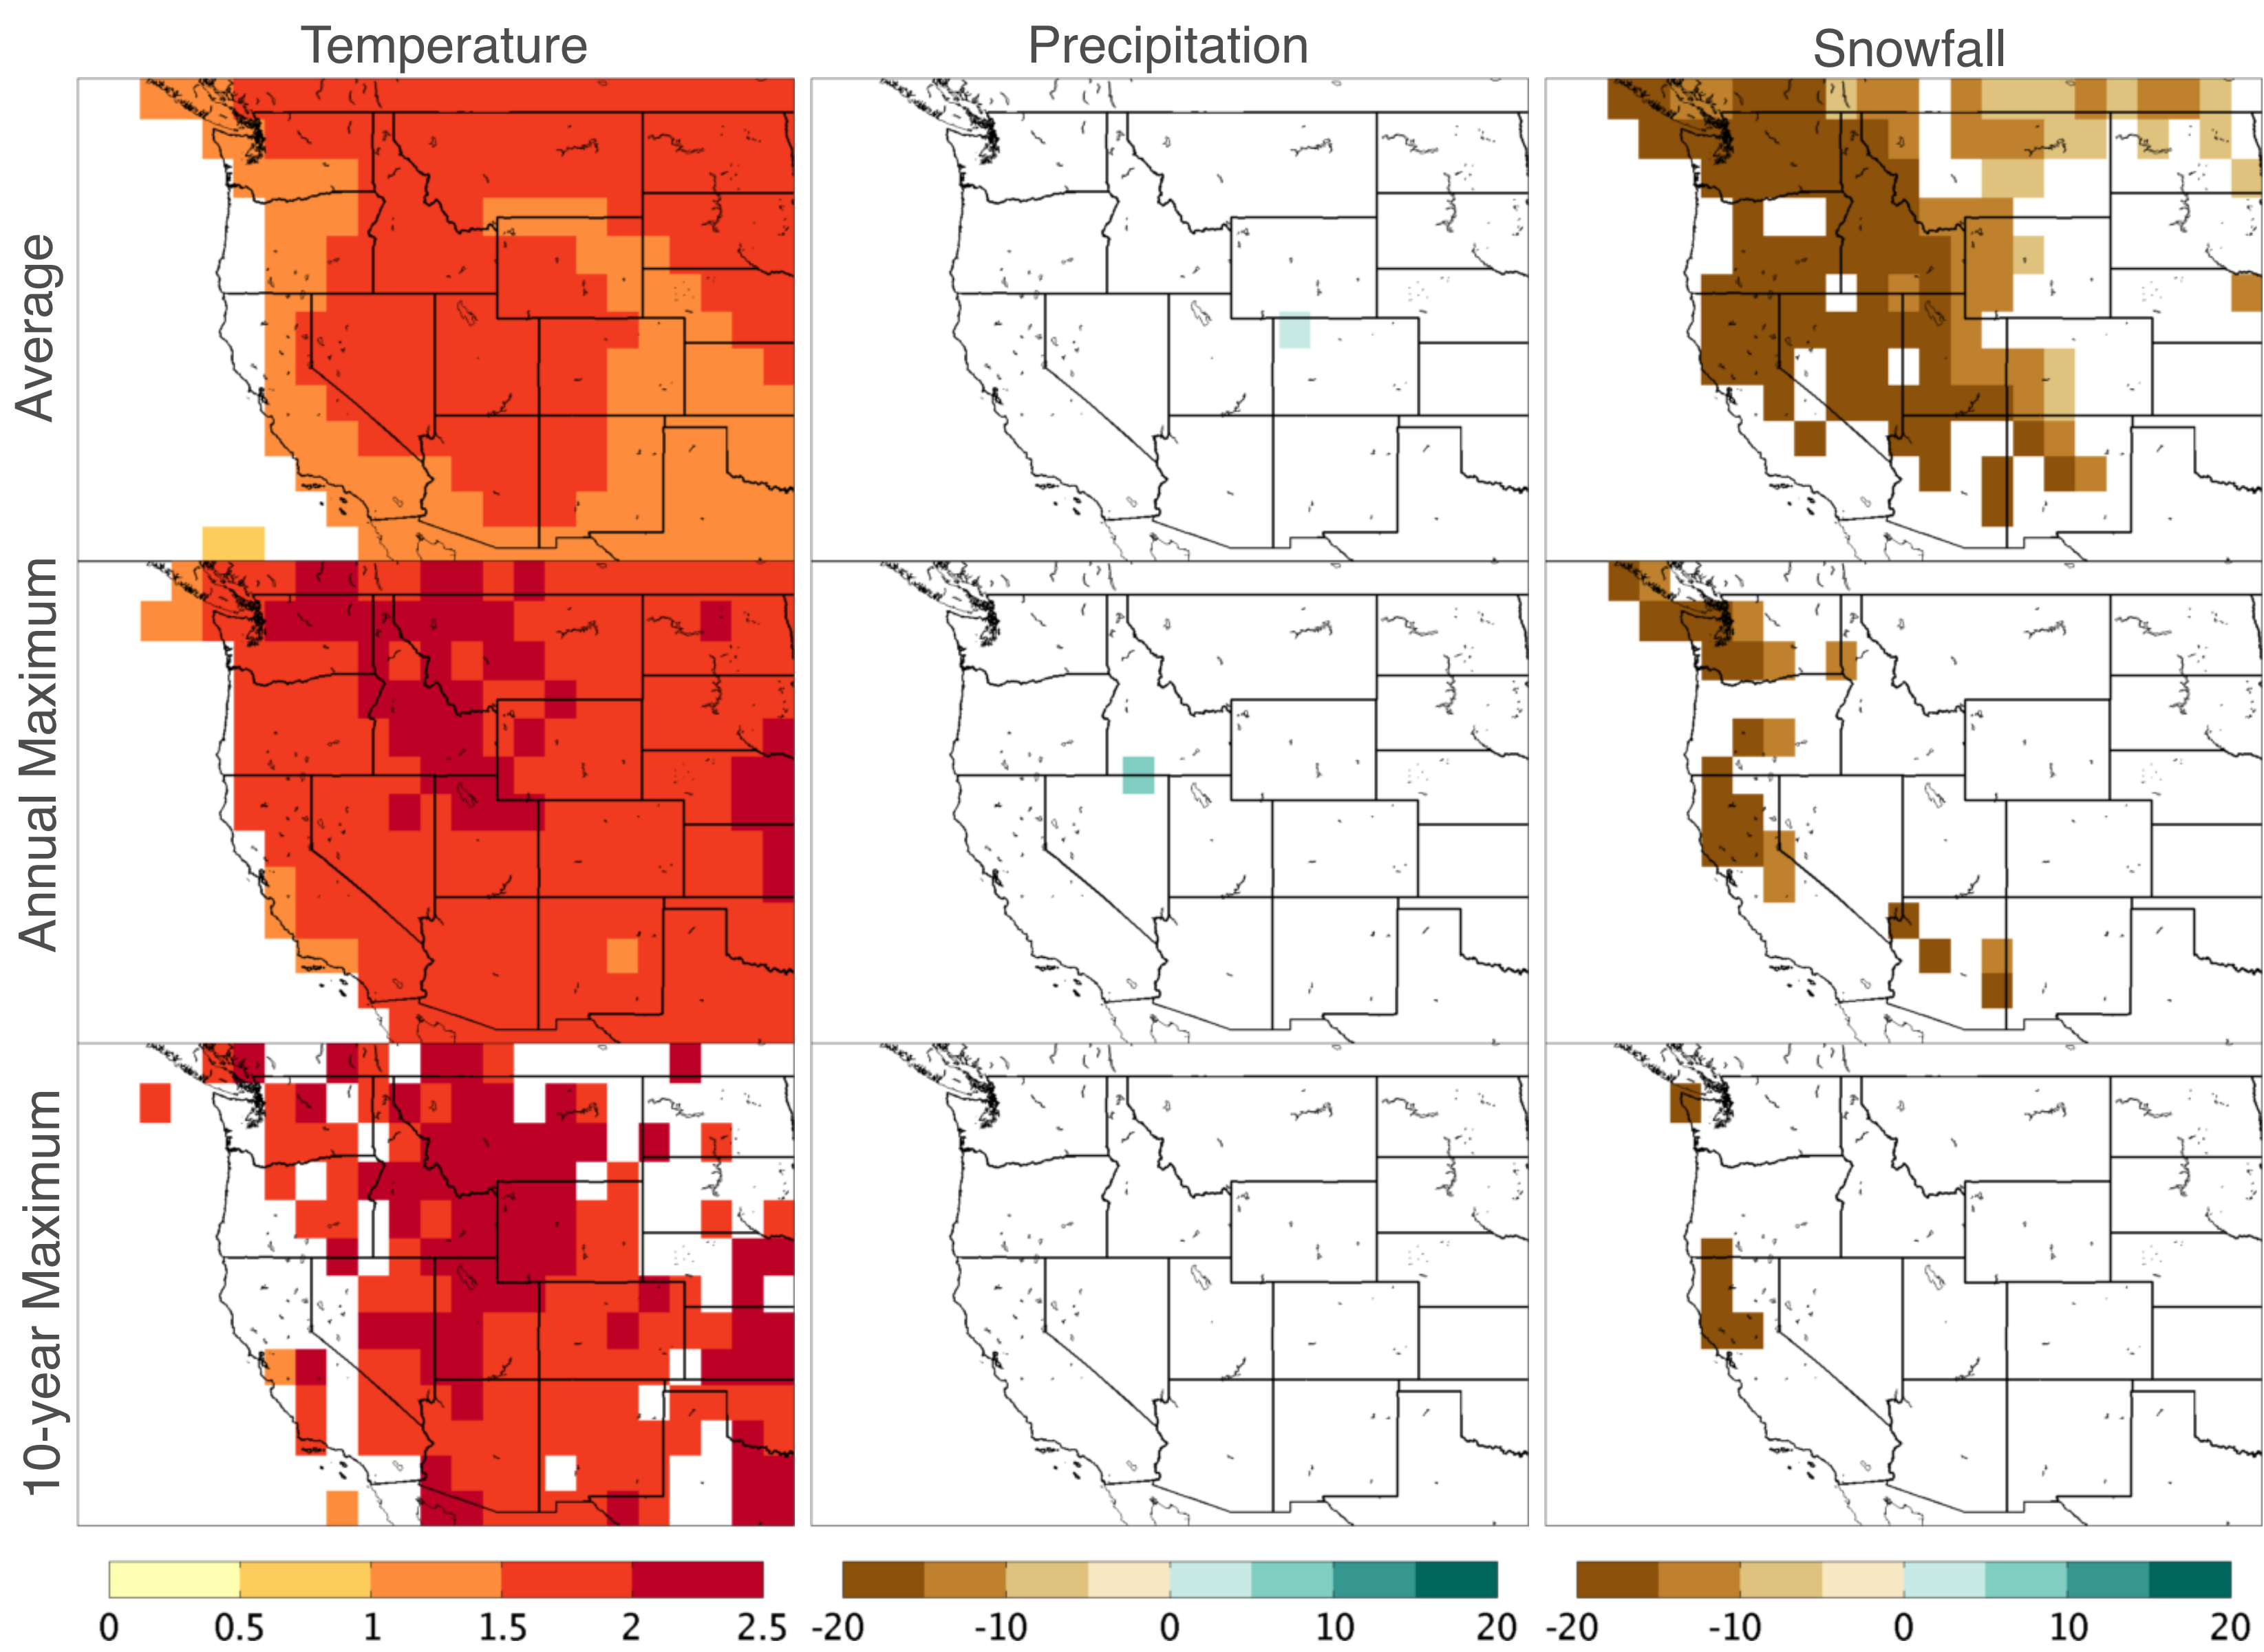 Temperature Precipitation Snowfall
Average
Annual Maximum
10-year Maximum
0 0.5 1 1.5 2 2.5 -20 -10 0 10 20 -20 -10 0 10 20